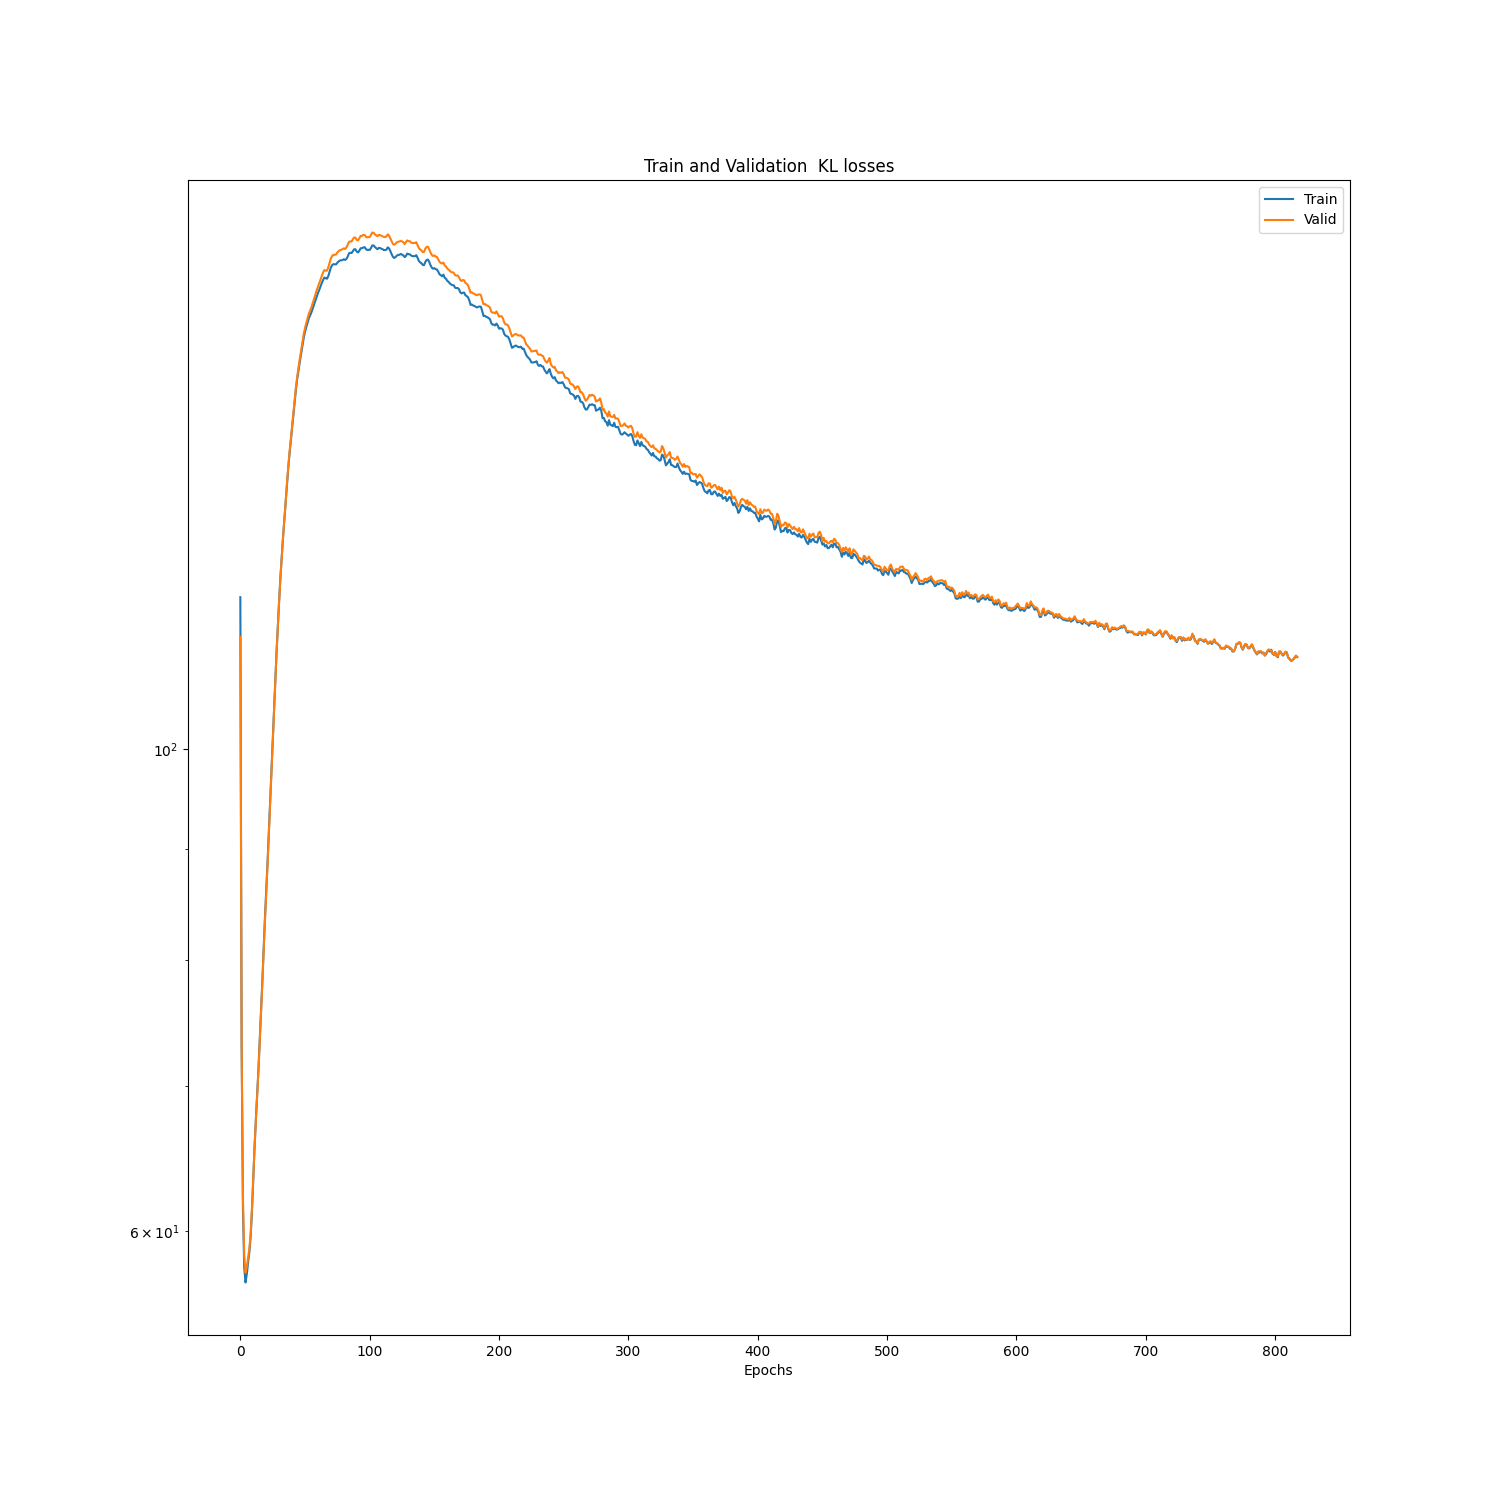 Train and Validation  KL losses
Train
Valid
10²
6 × 10¹
0 100 200 300 400 500 600 700 800
Epochs